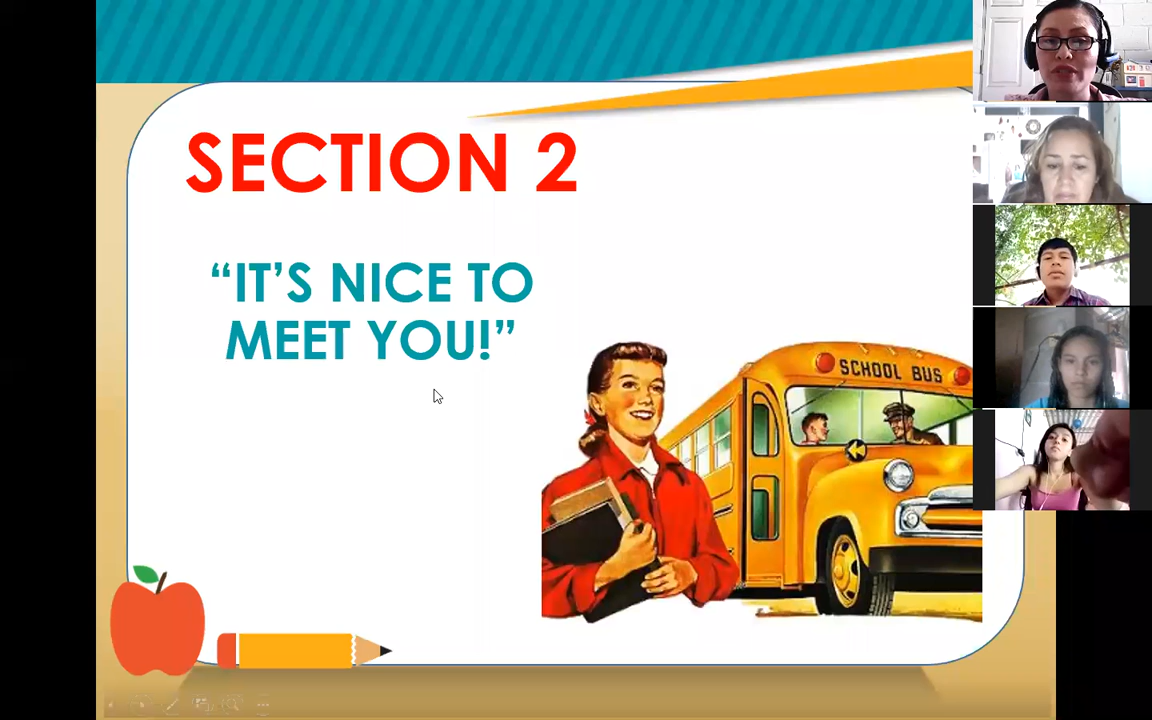 SECTION 2
“IT’S NICE TO
MEET YOU!”
SCHOOL BUS